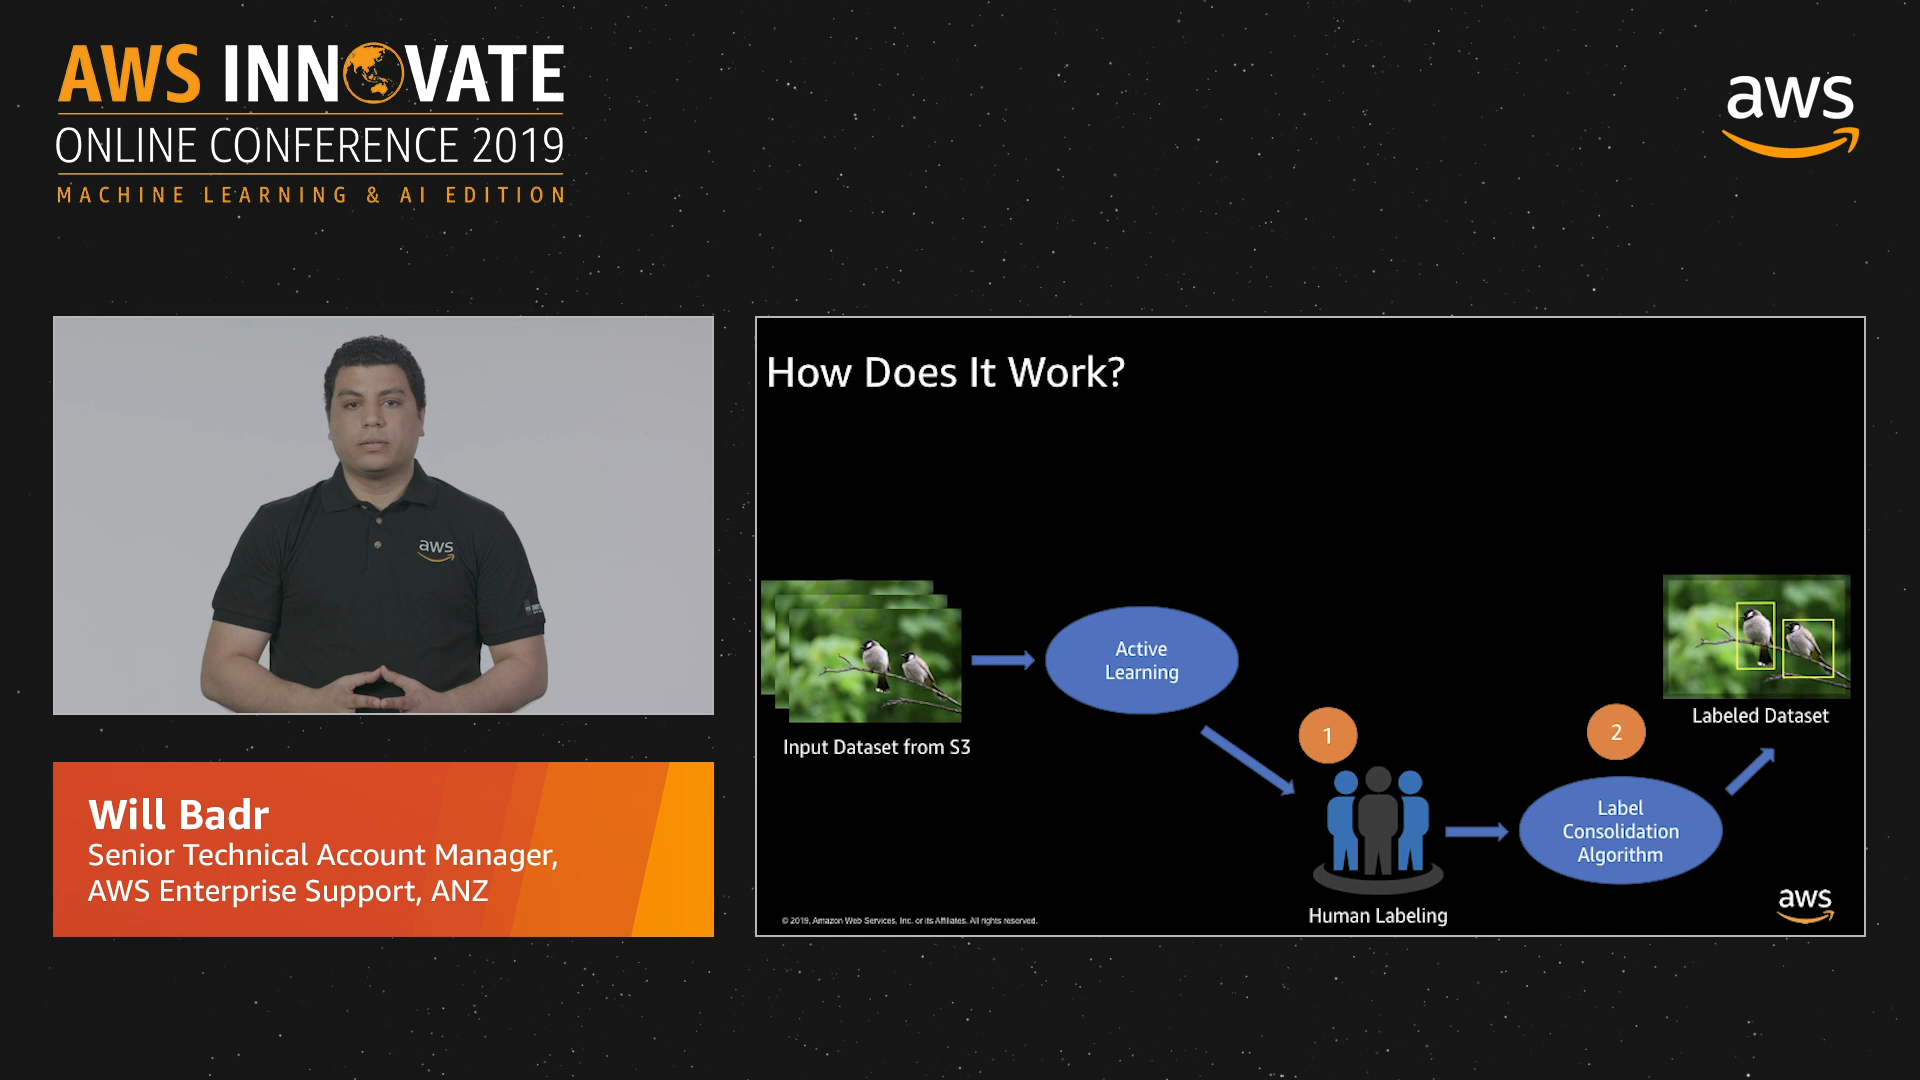 AWS INNOVATE
ONLINE CONFERENCE 2019
MACHINE LEARNING & AI EDITION
aws
aws
Will Badr
Senior Technical Account Manager,
AWS Enterprise Support, ANZ
How Does It Work?
Input Dataset from S3
Active
Learning
1
Human Labeling
2
Label
Consolidation
Algorithm
Labeled Dataset
© 2019, Amazon Web Services, Inc. or its Affiliates. All rights reserved.
aws